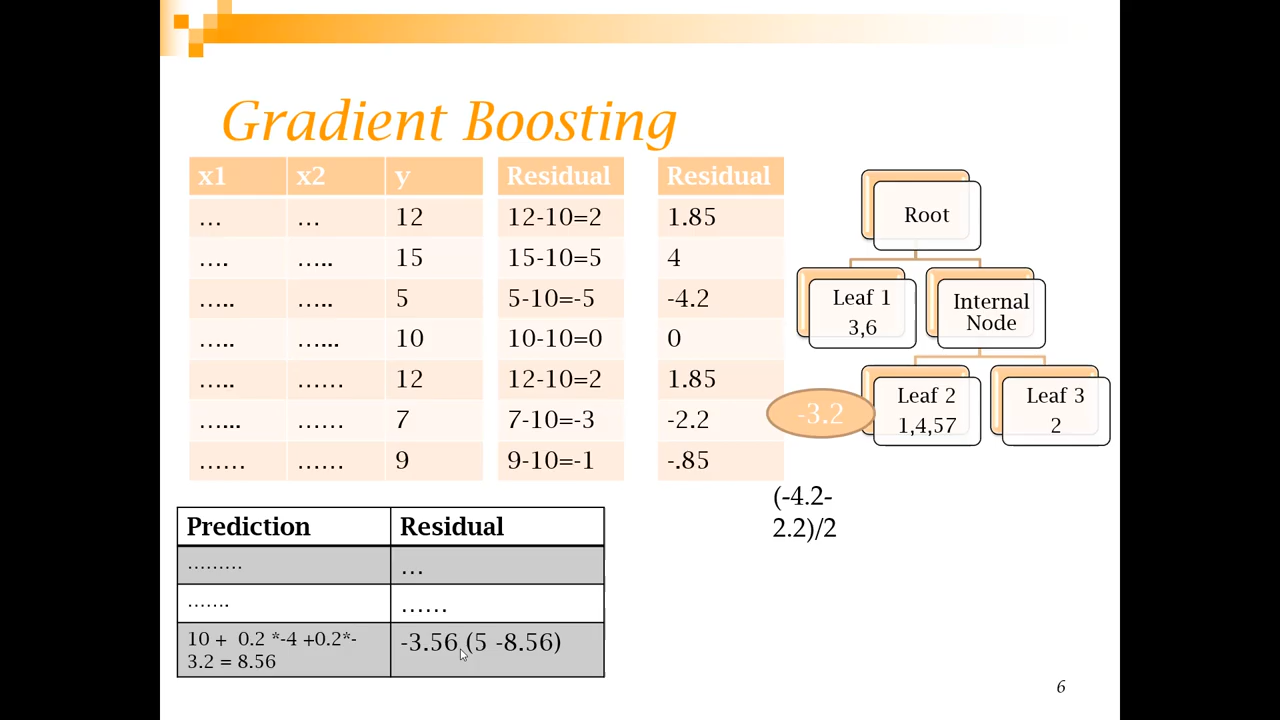 Gradient Boosting
x1 x2 y Residual Residual
… … 12 12-10=2 1.85
…. ….. 15 15-10=5 4
….. ….. 5 5-10=-5 -4.2
….. …... 10 10-10=0 0
….. …… 12 12-10=2 1.85
…... …… 7 7-10=-3 -2.2
…… …… 9 9-10=-1 -.85
Root
Leaf 1
3,6
Internal
Node
-3.2
Leaf 2
1,4,57
Leaf 3
2
(-4.2-
2.2)/2
Prediction Residual
……… …
……. ……
10 + 0.2 *-4 +0.2*-
3.2 = 8.56
-3.56 (5 -8.56)
6